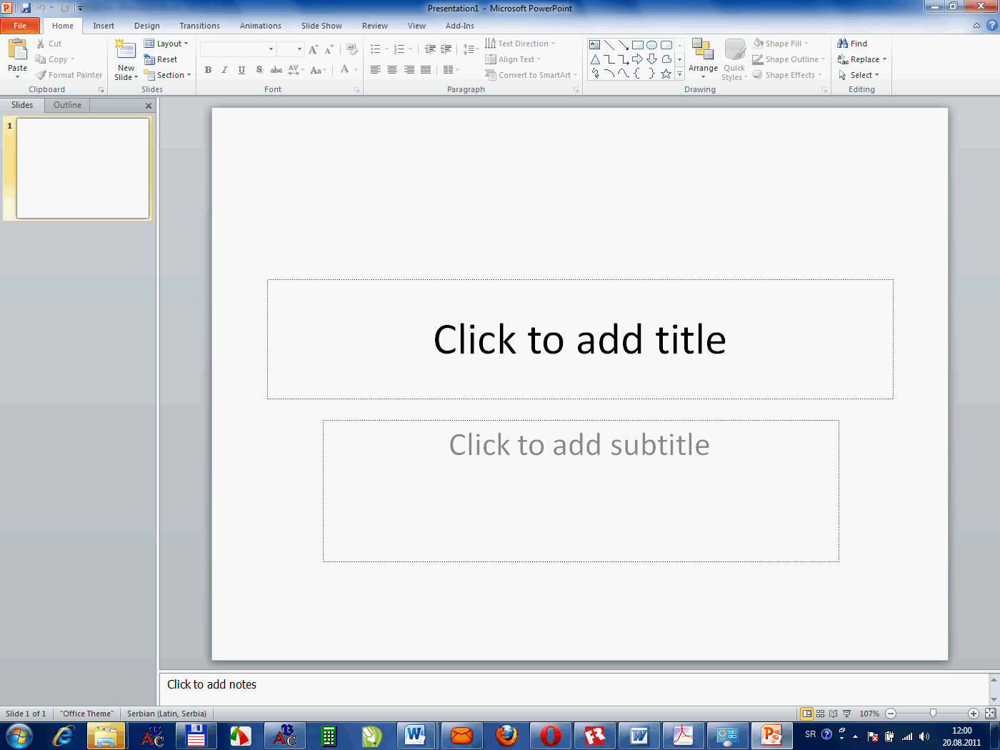 Presentation1 - Microsoft PowerPoint
File Home Insert Design Transitions Animations Slide Show Review View Add-Ins
Paste
Cut
Copy
Format Painter
Clipboard
New Slide
Layout
Reset
Section
Slides
B I U S abc AV Aa A
Font
Text Direction
Align Text
Convert to SmartArt
Paragraph
Arrange
Quick Styles
Shape Fill
Shape Outline
Shape Effects
Drawing
Find
Replace
Select
Editing
Slides Outline
1
Click to add title
Click to add subtitle
Click to add notes
Slide 1 of 1 "Office Theme" Serbian (Latin, Serbia) 107%
SR 12:00
20.08.2011